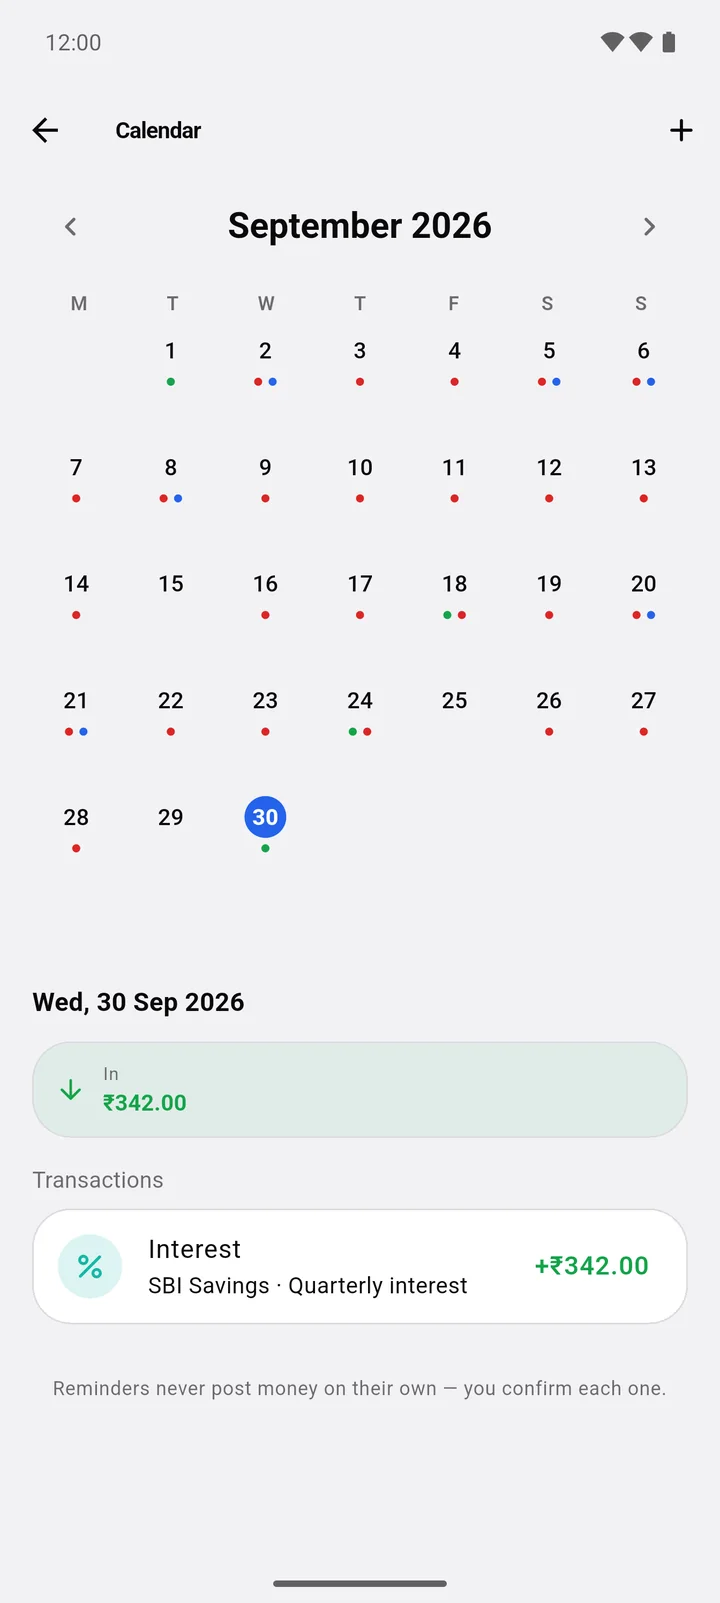 12:00
Calendar
September 2026
M T W T F S S
1 2 3 4 5 6
7 8 9 10 11 12 13
14 15 16 17 18 19 20
21 22 23 24 25 26 27
28 29 30
Wed, 30 Sep 2026
In
₹342.00
Transactions
Interest
SBI Savings · Quarterly interest
+₹342.00
Reminders never post money on their own — you confirm each one.